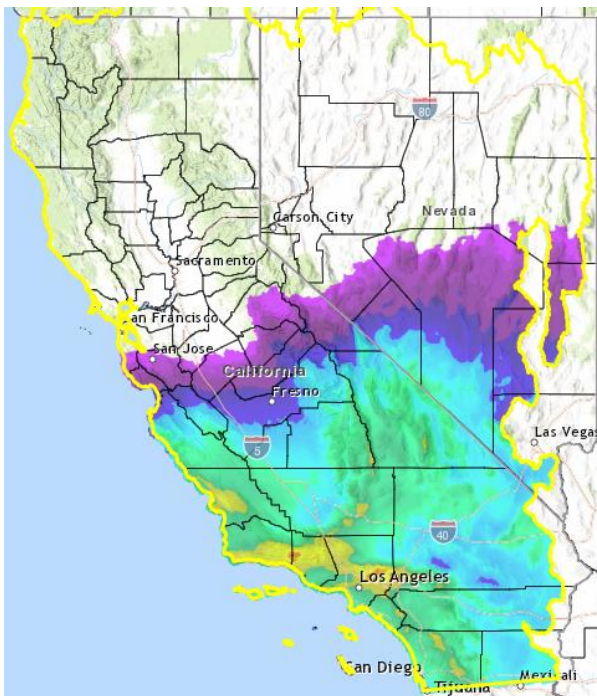 80
Nevada
Carson City
Sacramento
an Francisco
San Jose
California
Fresno
Las Vegas
5
40
Los Angeles
San Diego
Tijuana
Mexicali